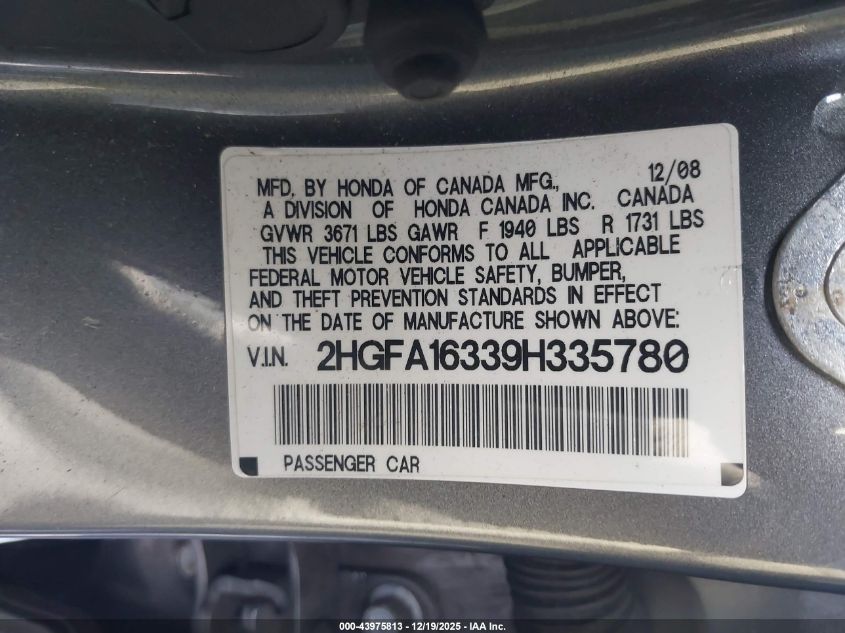 12/08
MFD. BY HONDA OF CANADA MFG.,
A DIVISION OF HONDA CANADA INC. CANADA
GVWR 3671 LBS GAWR F 1940 LBS R 1731 LBS
THIS VEHICLE CONFORMS TO ALL APPLICABLE
FEDERAL MOTOR VEHICLE SAFETY, BUMPER,
AND THEFT PREVENTION STANDARDS IN EFFECT
ON THE DATE OF MANUFACTURE SHOWN ABOVE:
V.I.N. 2HGFA16339H335780
PASSENGER CAR
000-43975813 - 12/19/2025 - IAA Inc.